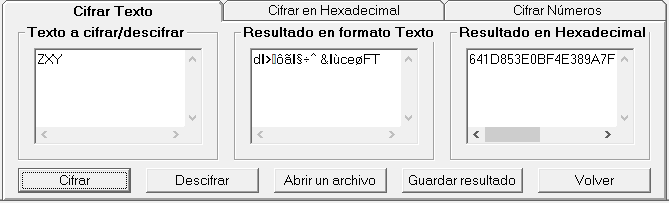 Cifrar Texto Cifrar en Hexadecimal Cifrar Números
Texto a cifrar/descifrar Resultado en formato Texto Resultado en Hexadecimal
ZXY 641D853E0BF4E389A7F
Cifrar Descifrar Abrir un archivo Guardar resultado Volver